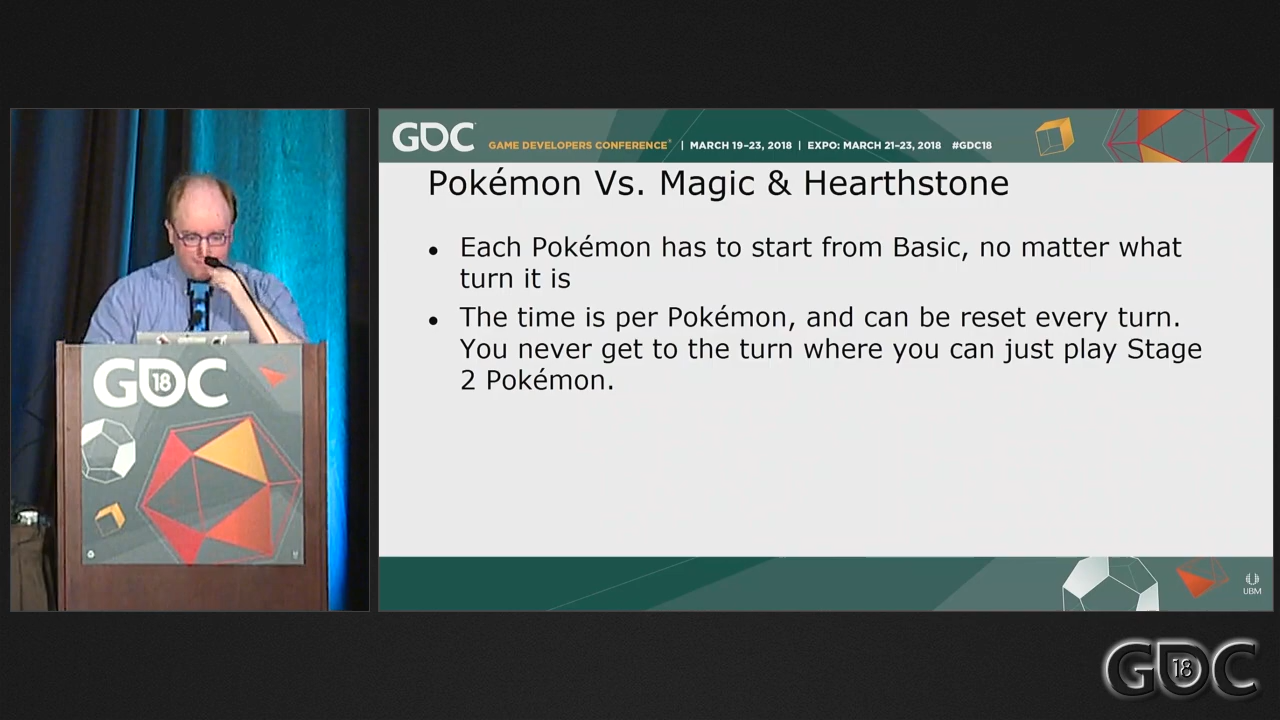 GDC
GAME DEVELOPERS CONFERENCE® | MARCH 19–23, 2018 | EXPO: MARCH 21–23, 2018 #GDC18
Pokémon Vs. Magic & Hearthstone
• Each Pokémon has to start from Basic, no matter what
turn it is
• The time is per Pokémon, and can be reset every turn.
You never get to the turn where you can just play Stage
2 Pokémon.
GDC
18
UBM
GDC
18